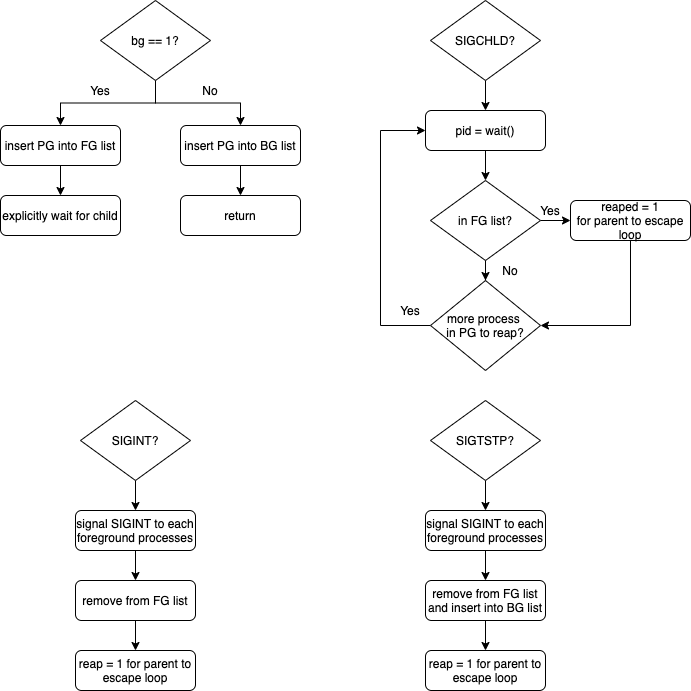 bg == 1?
Yes
No
insert PG into FG list
insert PG into BG list
explicitly wait for child
return
SIGCHLD?
pid = wait()
in FG list?
Yes
reaped = 1
for parent to escape
loop
No
more process
in PG to reap?
Yes
SIGINT?
signal SIGINT to each
foreground processes
remove from FG list
reap = 1 for parent to
escape loop
SIGTSTP?
signal SIGINT to each
foreground processes
remove from FG list
and insert into BG list
reap = 1 for parent to
escape loop